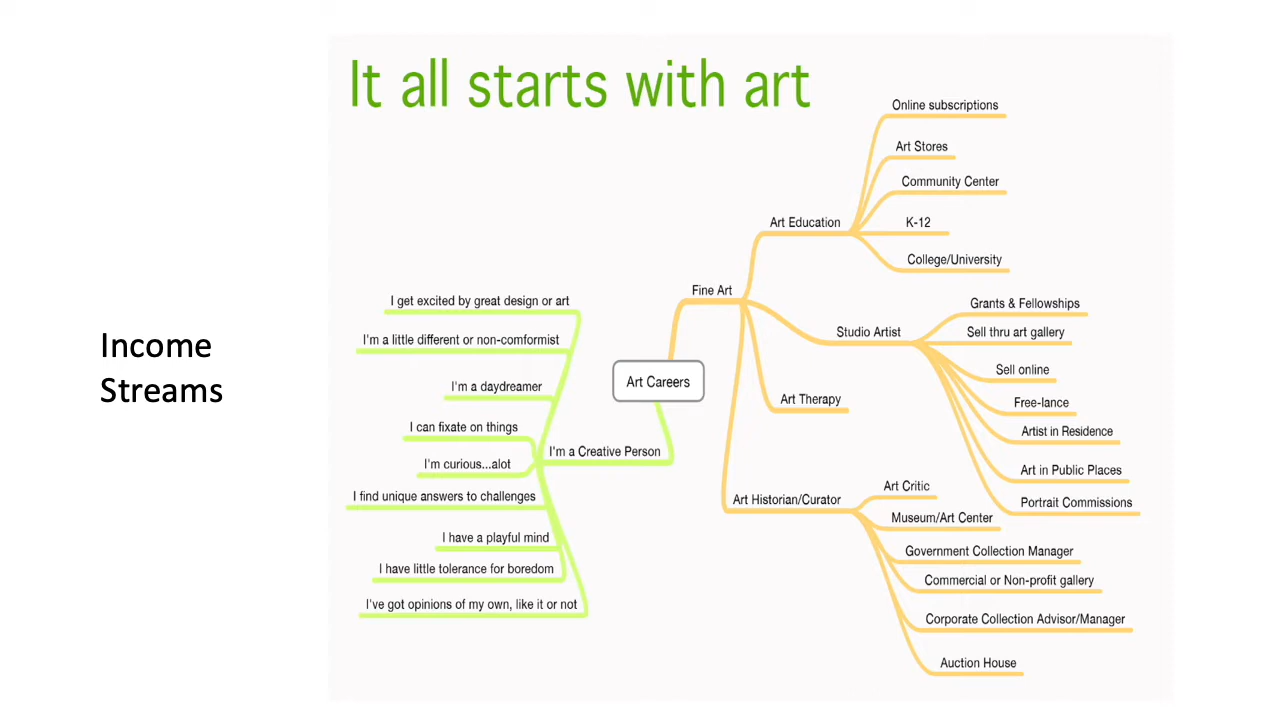 It all starts with art
Income
Streams
Art Careers
Fine Art
Art Education
Online subscriptions
Art Stores
Community Center
K-12
College/University
Studio Artist
Grants & Fellowships
Sell thru art gallery
Sell online
Free-lance
Artist in Residence
Art in Public Places
Portrait Commissions
Art Therapy
Art Historian/Curator
Art Critic
Museum/Art Center
Government Collection Manager
Commercial or Non-profit gallery
Corporate Collection Advisor/Manager
Auction House
I'm a Creative Person
I get excited by great design or art
I'm a little different or non-comformist
I'm a daydreamer
I can fixate on things
I'm curious...alot
I find unique answers to challenges
I have a playful mind
I have little tolerance for boredom
I've got opinions of my own, like it or not